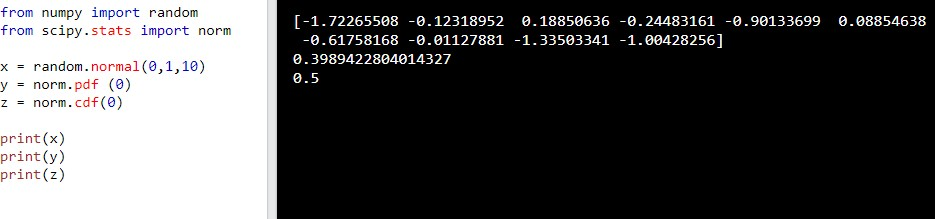 from numpy import random
from scipy.stats import norm
x = random.normal(0,1,10)
y = norm.pdf (0)
z = norm.cdf(0)
print(x)
print(y)
print(z)
[-1.72265508 -0.12318952  0.18850636 -0.24483161 -0.90133699  0.08854638
 -0.61758168 -0.01127881 -1.33503341 -1.00428256]
0.3989422804014327
0.5